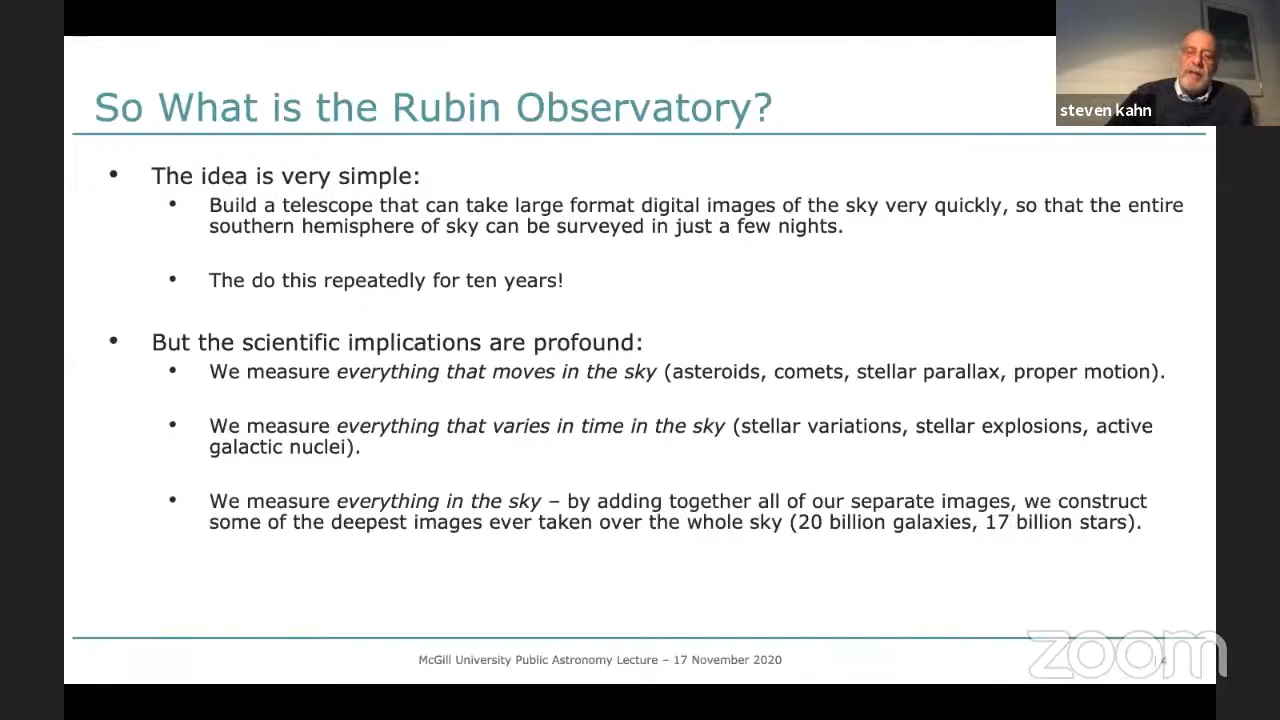 So What is the Rubin Observatory?
steven kahn
• The idea is very simple:
• Build a telescope that can take large format digital images of the sky very quickly, so that the entire
southern hemisphere of sky can be surveyed in just a few nights.
• The do this repeatedly for ten years!
• But the scientific implications are profound:
• We measure everything that moves in the sky (asteroids, comets, stellar parallax, proper motion).
• We measure everything that varies in time in the sky (stellar variations, stellar explosions, active
galactic nuclei).
• We measure everything in the sky – by adding together all of our separate images, we construct
some of the deepest images ever taken over the whole sky (20 billion galaxies, 17 billion stars).
McGill University Public Astronomy Lecture – 17 November 2020
zoom
| 4